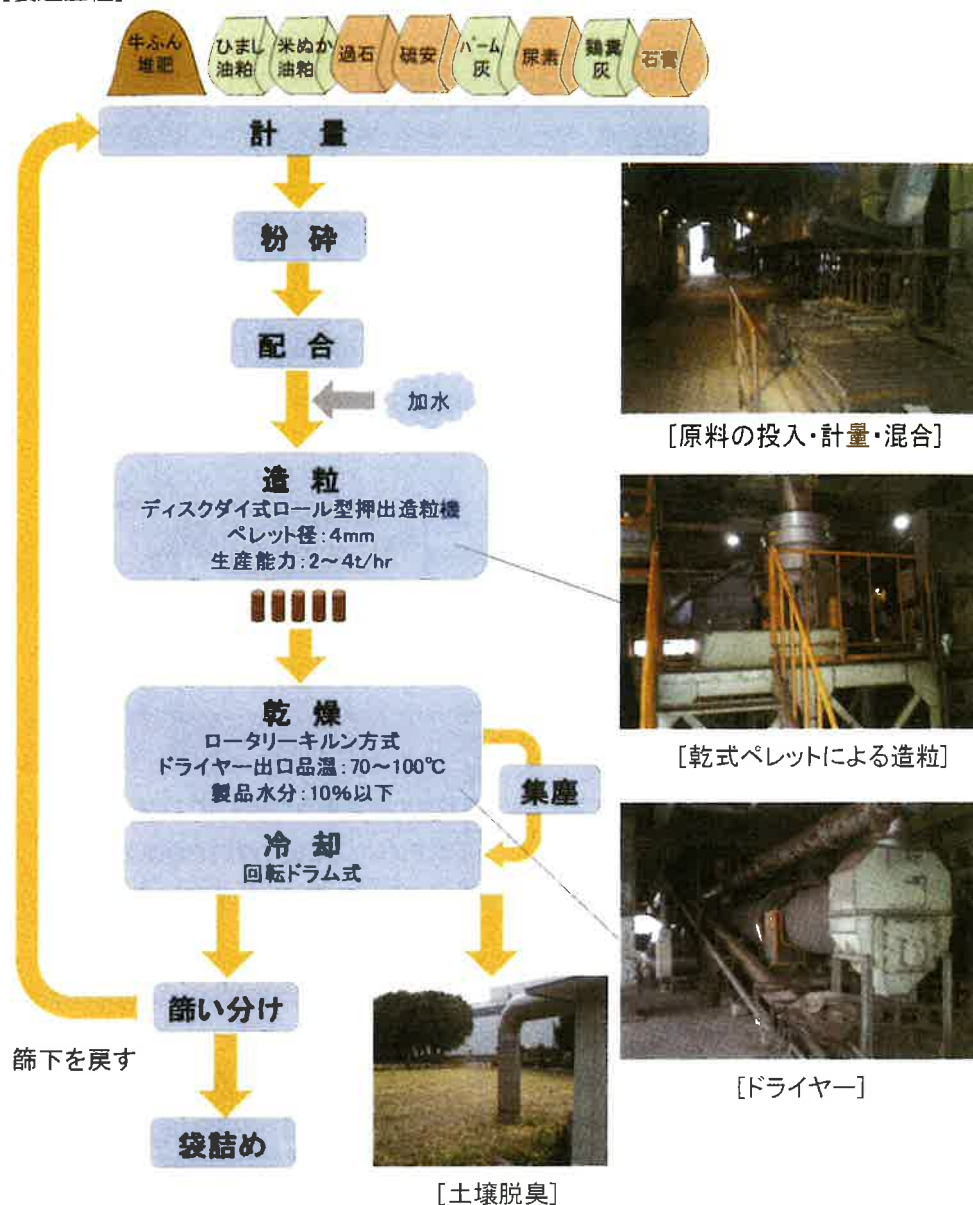 牛ふん
堆肥
ひまし
油粕
米ぬか
油粕
過石
硫安
パーム
灰
尿素
鶏糞
灰
石膏
計 量
粉 砕
配 合
加水
造 粒
ディスクダイ式ロール型押出造粒機
ペレット径:4mm
生産能力:2～4t/hr
乾 燥
ロータリーキルン方式
ドライヤー出口品温:70～100℃
製品水分:10%以下
集塵
冷 却
回転ドラム式
篩い分け
篩下を戻す
袋詰め
[原料の投入・計量・混合]
[乾式ペレットによる造粒]
[ドライヤー]
[土壌脱臭]